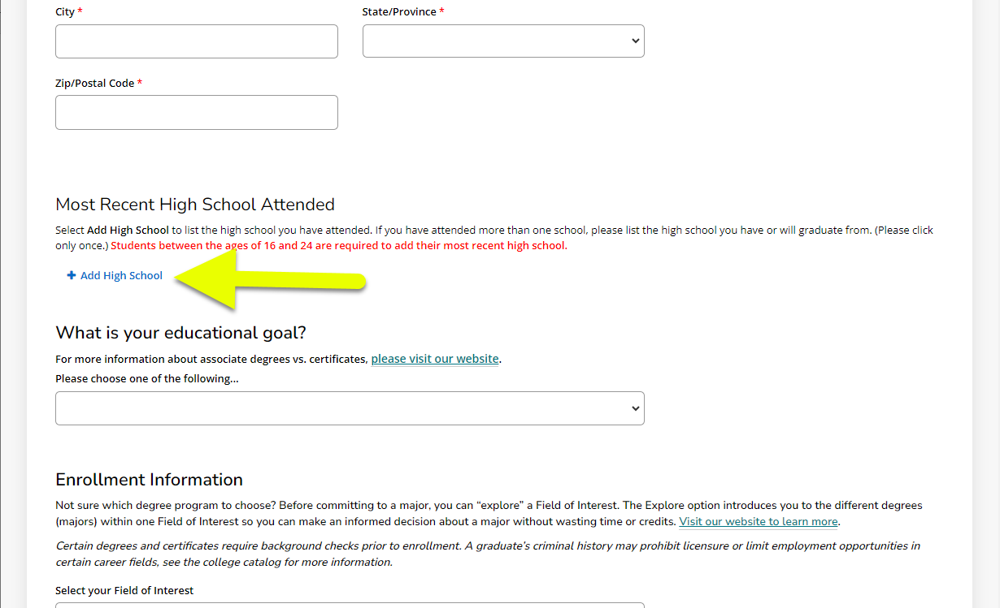 City *
State/Province *
Zip/Postal Code *
Most Recent High School Attended
Select Add High School to list the high school you have attended. If you have attended more than one school, please list the high school you have or will graduate from. (Please click
only once.) Students between the ages of 16 and 24 are required to add their most recent high school.
+ Add High School
What is your educational goal?
For more information about associate degrees vs. certificates, please visit our website.
Please choose one of the following...
Enrollment Information
Not sure which degree program to choose? Before committing to a major, you can “explore” a Field of Interest. The Explore option introduces you to the different degrees
(majors) within one Field of Interest so you can make an informed decision about a major without wasting time or credits. Visit our website to learn more.
Certain degrees and certificates require background checks prior to enrollment. A graduate’s criminal history may prohibit licensure or limit employment opportunities in
certain career fields, see the college catalog for more information.
Select your Field of Interest